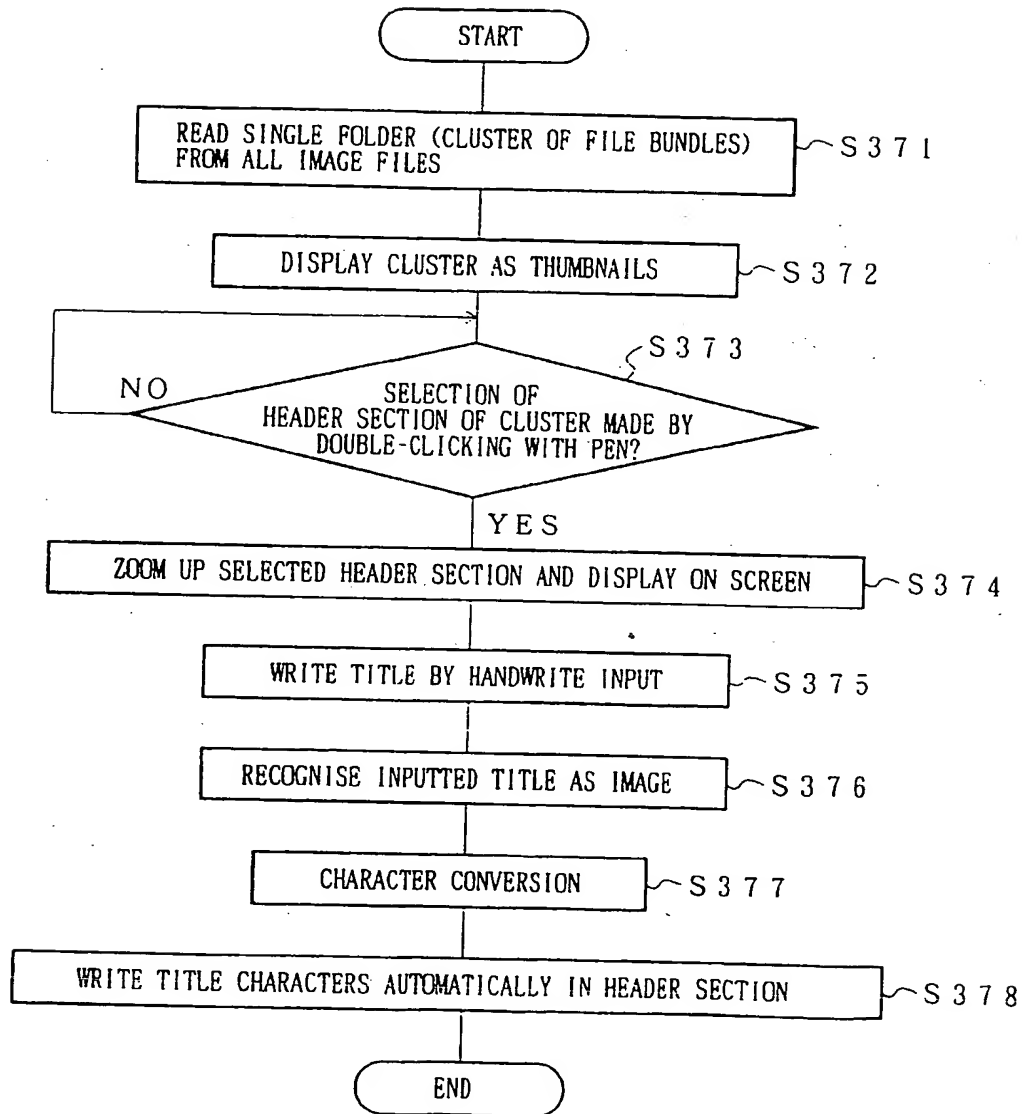 START
READ SINGLE FOLDER (CLUSTER OF FILE BUNDLES)
FROM ALL IMAGE FILES
S371
DISPLAY CLUSTER AS THUMBNAILS
S372
S373
NO
SELECTION OF
HEADER SECTION OF CLUSTER MADE BY
DOUBLE-CLICKING WITH PEN?
YES
ZOOM UP SELECTED HEADER SECTION AND DISPLAY ON SCREEN
S374
WRITE TITLE BY HANDWRITE INPUT
S375
RECOGNISE INPUTTED TITLE AS IMAGE
S376
CHARACTER CONVERSION
S377
WRITE TITLE CHARACTERS AUTOMATICALLY IN HEADER SECTION
S378
END